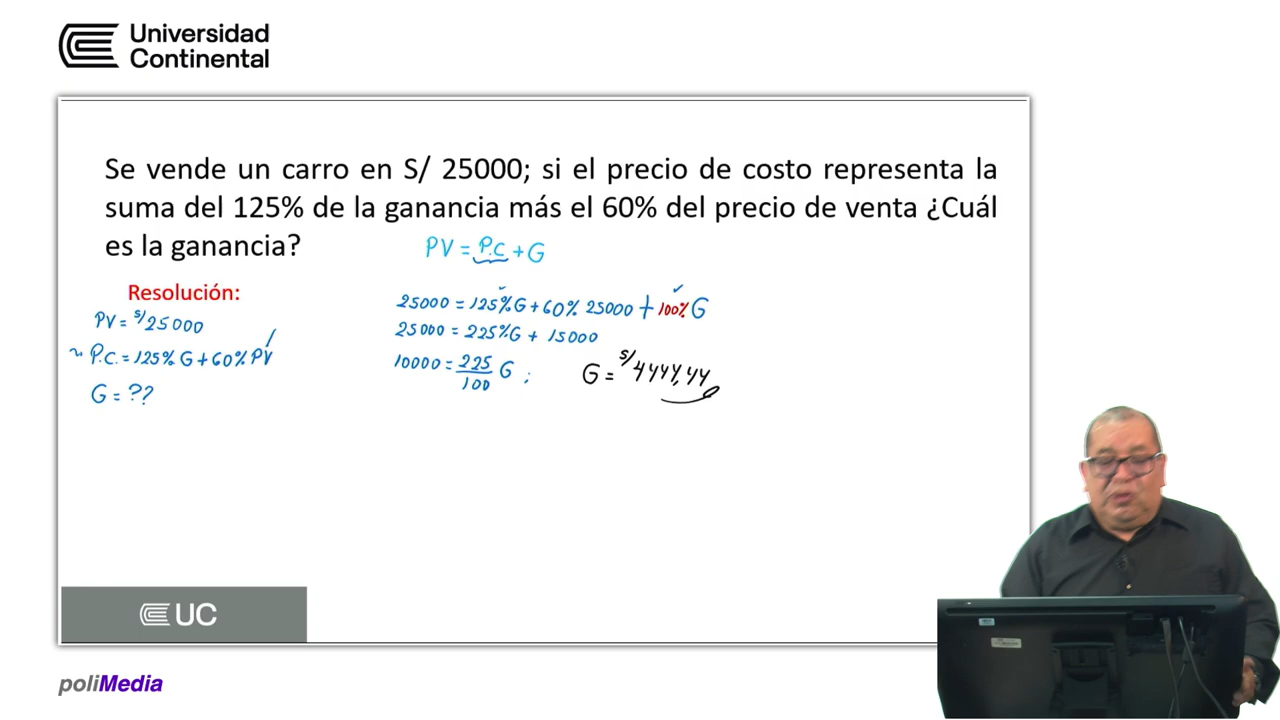 Universidad
Continental
Se vende un carro en S/ 25000; si el precio de costo representa la
suma del 125% de la ganancia más el 60% del precio de venta ¿Cuál
es la ganancia?
PV = P.C + G
Resolución:
PV = S/ 25000
P.C. = 125% G + 60% PV
G = ??
25000 = 125% G + 60% 25000 + 100% G
25000 = 225% G + 15000
10000 = 225/100 G ;
G = S/ 4444,44
UC
poliMedia